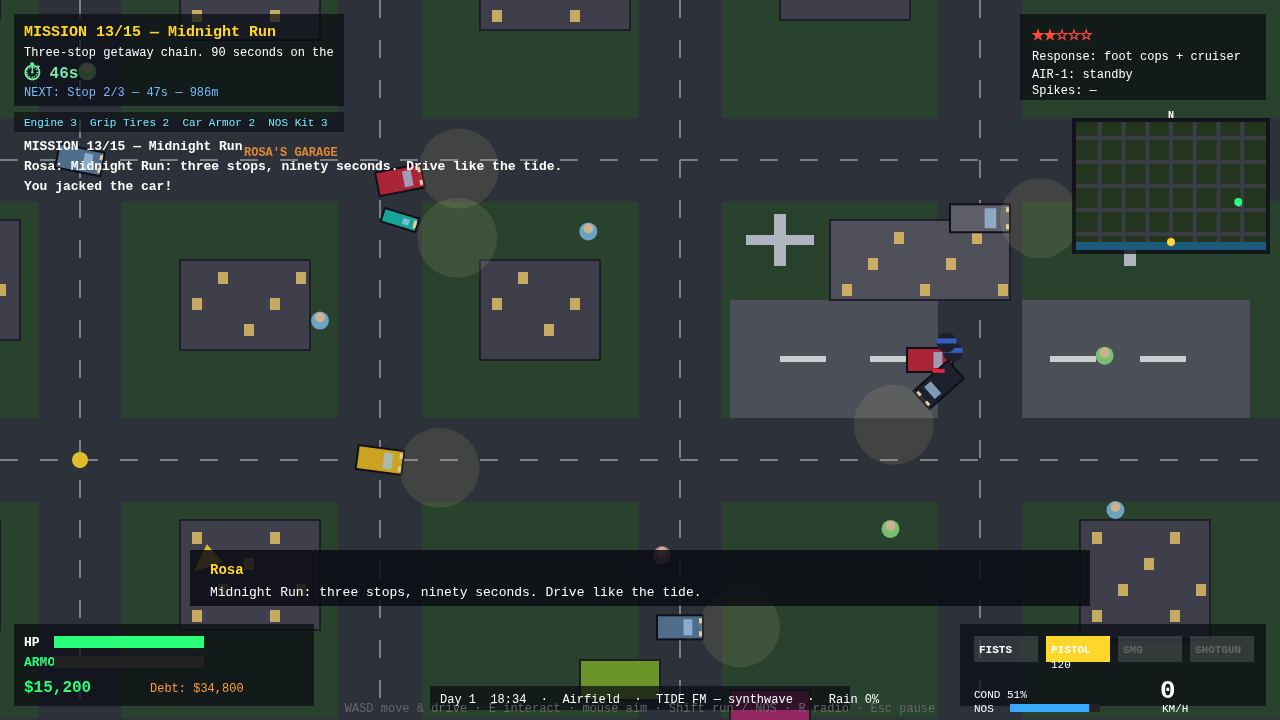 MISSION 13/15 — Midnight Run
Three-stop getaway chain. 90 seconds on the
⏱ 46s
NEXT: Stop 2/3 — 47s — 986m
Engine 3 Grip Tires 2 Car Armor 2 NOS Kit 3
MISSION 13/15 — Midnight Run
ROSA'S GARAGE
Rosa: Midnight Run: three stops, ninety seconds. Drive like the tide.
You jacked the car!
★★☆☆☆
Response: foot cops + cruiser
AIR-1: standby
Spikes: —
N
Rosa
Midnight Run: three stops, ninety seconds. Drive like the tide.
HP
ARMO
$15,200 Debt: $34,800
FISTS PISTOL SMG SHOTGUN
120
COND 51%
NOS
0
KM/H
Day 1 18:34 · Airfield · TIDE FM — synthwave · Rain 0%
WASD move & drive · E interact · mouse aim · Shift run / NOS · R radio · Esc pause